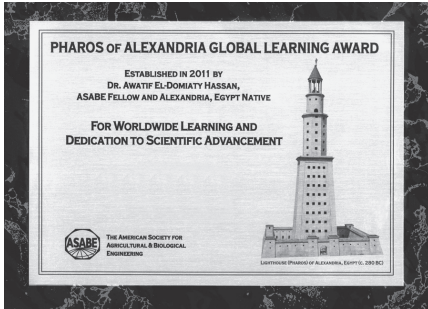 PHAROS OF ALEXANDRIA GLOBAL LEARNING AWARD
ESTABLISHED IN 2011 BY
DR. AWATIF EL-DOMIATY HASSAN,
ASABE FELLOW AND ALEXANDRIA, EGYPT NATIVE
FOR WORLDWIDE LEARNING AND
DEDICATION TO SCIENTIFIC ADVANCEMENT
ASABE
THE AMERICAN SOCIETY FOR
AGRICULTURAL & BIOLOGICAL
ENGINEERING
LIGHTHOUSE (PHAROS) OF ALEXANDRIA, EGYPT (C. 280 BC)